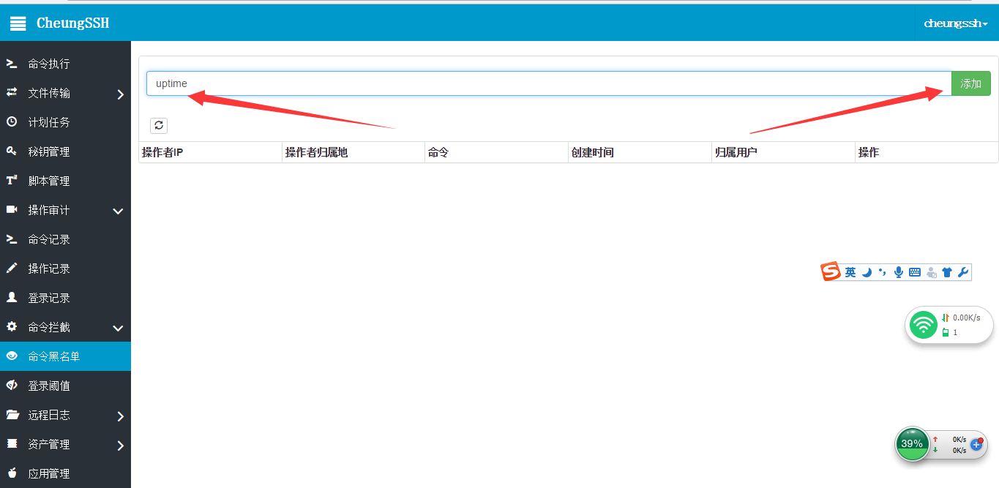 CheungSSH
cheungssh
命令执行
文件传输
计划任务
秘钥管理
脚本管理
操作审计
命令记录
操作记录
登录记录
命令拦截
命令黑名单
登录阈值
远程日志
资产管理
应用管理
uptime
添加
操作者IP
操作者归属地
命令
创建时间
归属用户
操作
S英
0.00K/s
1
39%
0K/s
0K/s